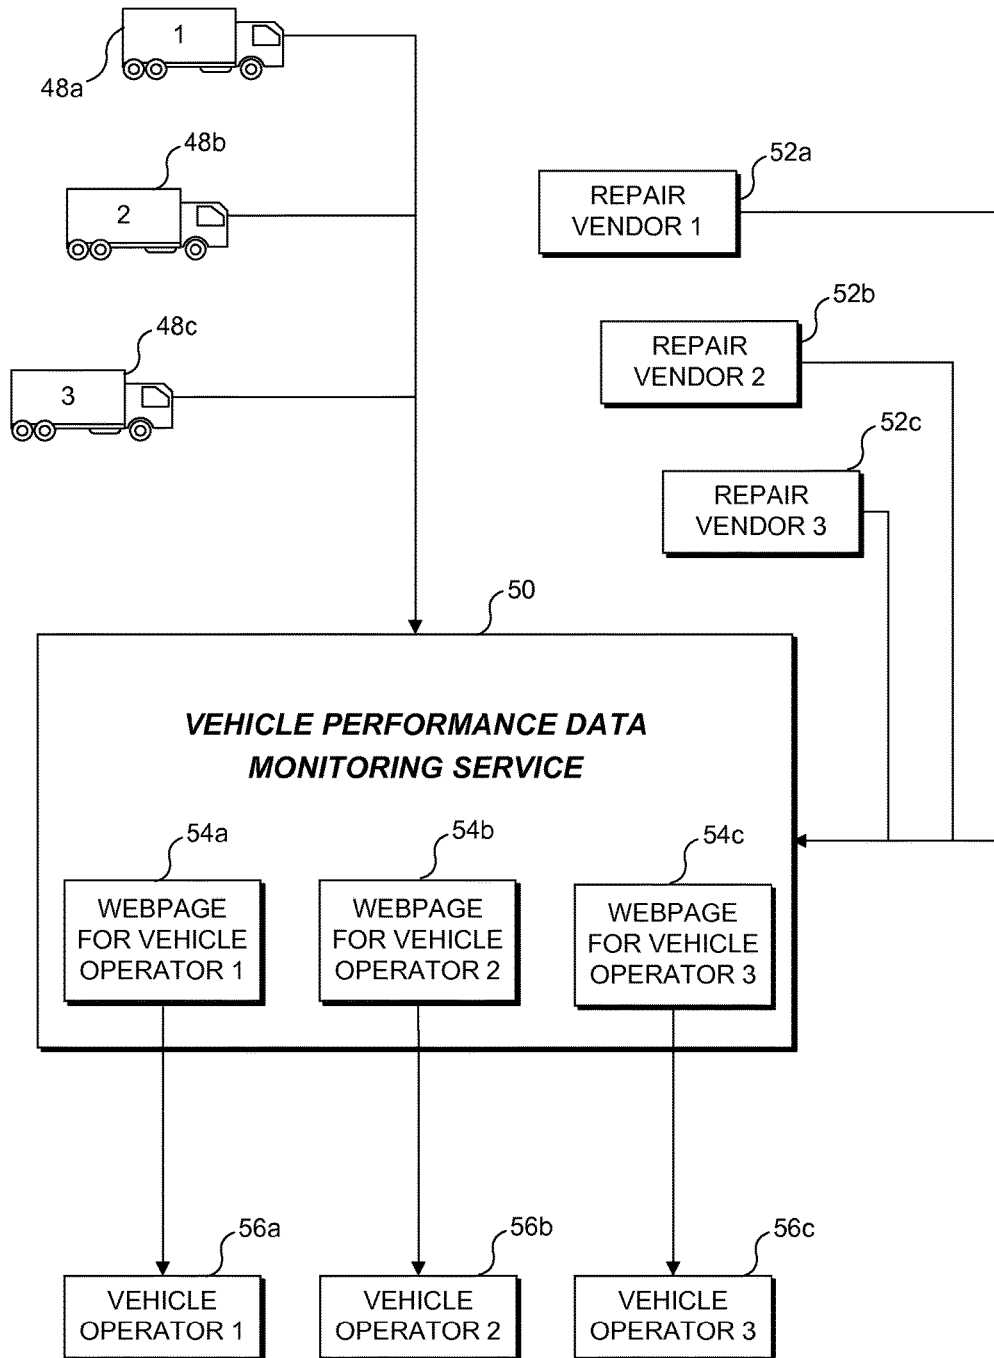 1
48a
48b
2
52a
REPAIR
VENDOR 1
52b
REPAIR
VENDOR 2
48c
3
52c
REPAIR
VENDOR 3
50
VEHICLE PERFORMANCE DATA
MONITORING SERVICE
54a
54b
54c
WEBPAGE
FOR VEHICLE
OPERATOR 1
WEBPAGE
FOR VEHICLE
OPERATOR 2
WEBPAGE
FOR VEHICLE
OPERATOR 3
56a
56b
56c
VEHICLE
OPERATOR 1
VEHICLE
OPERATOR 2
VEHICLE
OPERATOR 3